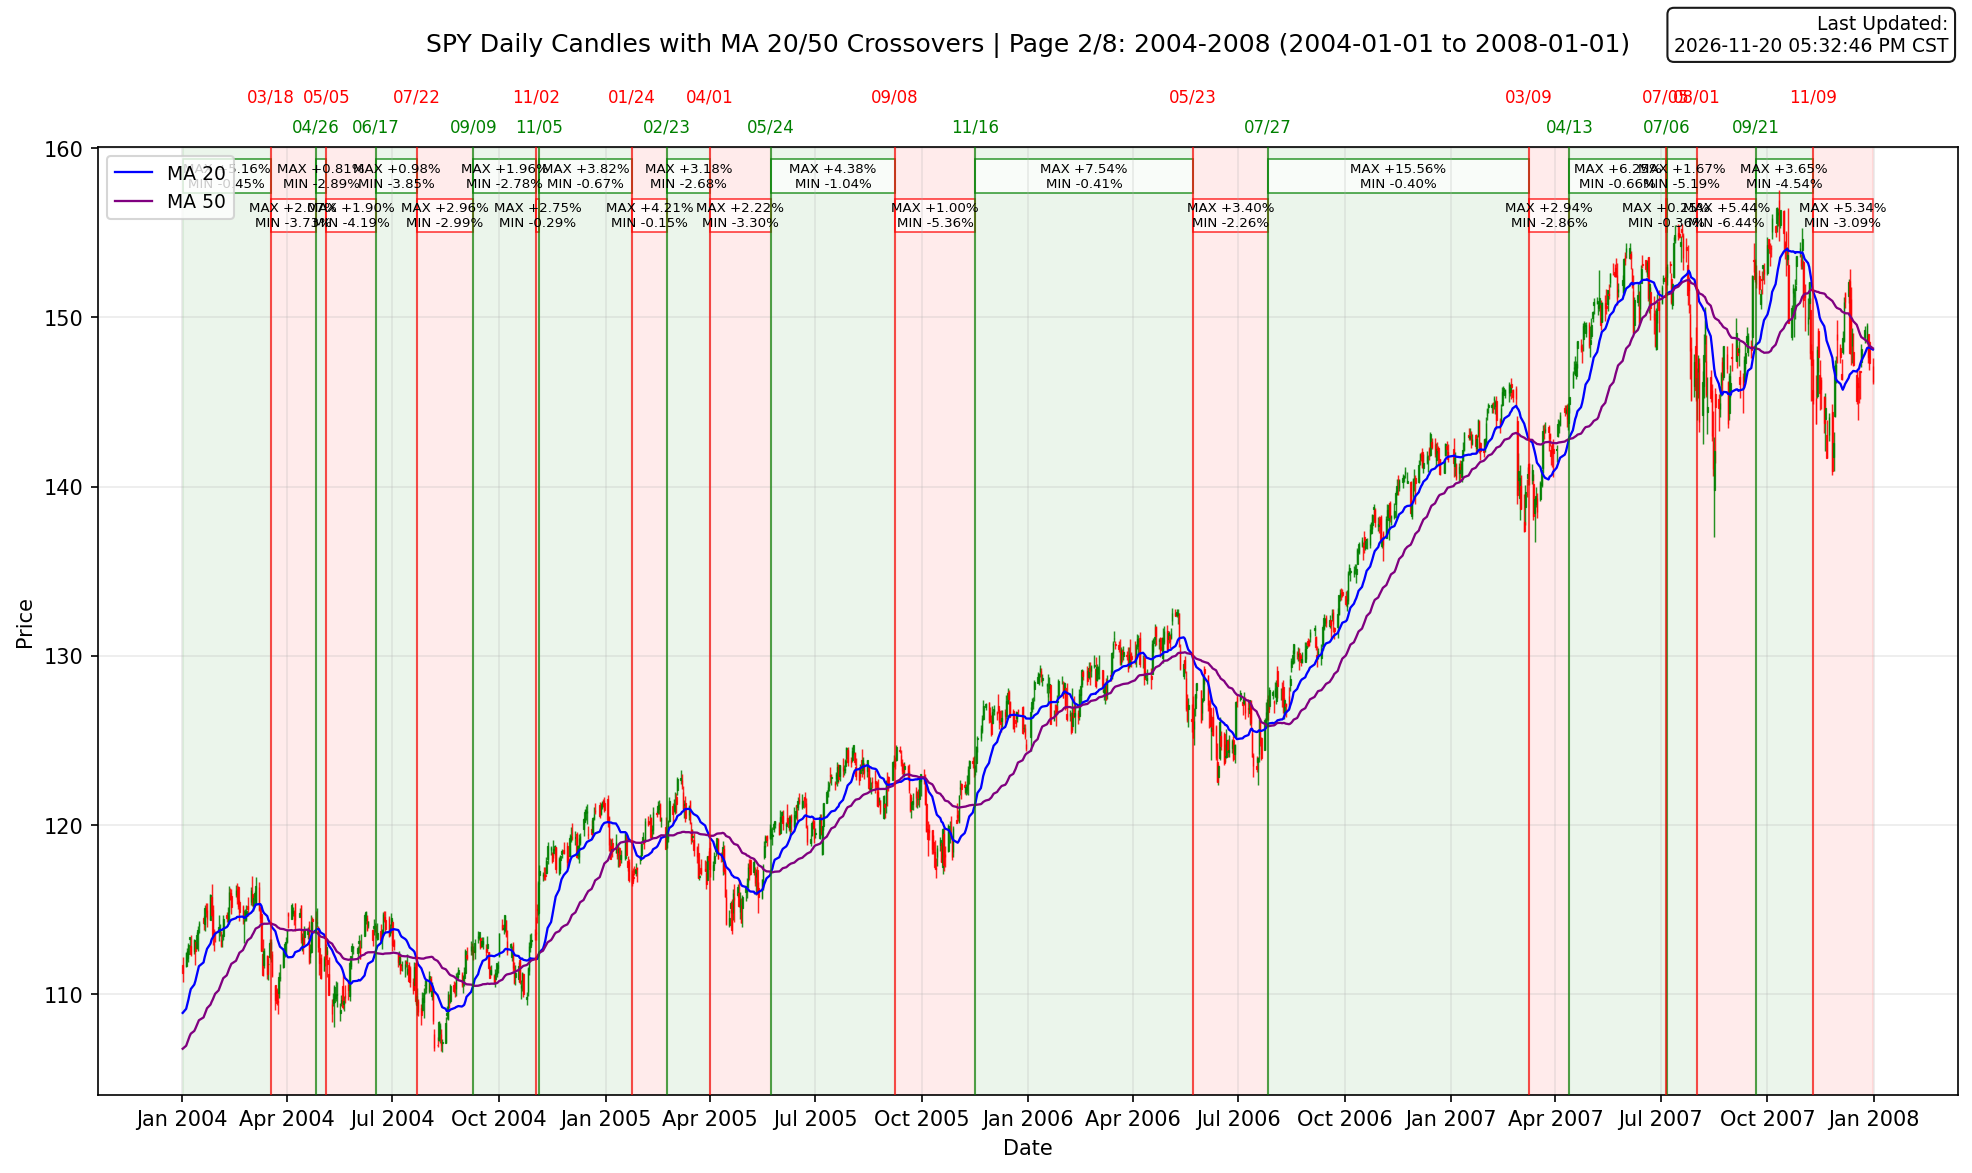 Last Updated:
2026-11-20 05:32:46 PM CST
SPY Daily Candles with MA 20/50 Crossovers | Page 2/8: 2004-2008 (2004-01-01 to 2008-01-01)
03/18 05/05 07/22 11/02 01/24 04/01 09/08 05/23 03/09 07/05 08/01 11/09
04/26 06/17 09/09 11/05 02/23 05/24 11/16 07/27 04/13 07/06 09/21
MA 20
MA 50
MAX +0.81% MAX +0.98% MAX +1.96% MAX +3.82% MAX +3.18% MAX +4.38% MAX +7.54% MAX +15.56% MAX +1.67% MAX +3.65%
MIN -2.89% MIN -3.85% MIN -2.78% MIN -0.67% MIN -2.68% MIN -1.04% MIN -0.41% MIN -0.40% MIN -0.66% MIN -5.19% MIN -4.54%
MAX +1.90% MAX +2.96% MAX +2.75% MAX +4.21% MAX +2.22% MAX +1.00% MAX +3.40% MAX +2.94% MAX +5.44% MAX +5.34%
MIN -4.19% MIN -2.99% MIN -0.29% MIN -0.15% MIN -3.30% MIN -5.36% MIN -2.26% MIN -2.86% MIN -6.44% MIN -3.09%
160
150
140
130
120
110
Price
Jan 2004 Apr 2004 Jul 2004 Oct 2004 Jan 2005 Apr 2005 Jul 2005 Oct 2005 Jan 2006 Apr 2006 Jul 2006 Oct 2006 Jan 2007 Apr 2007 Jul 2007 Oct 2007 Jan 2008
Date